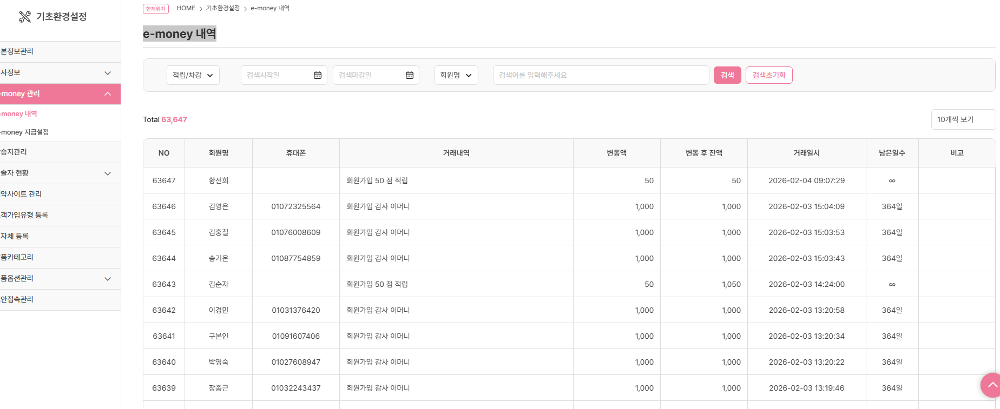 기초환경설정
본정보관리
사정보
-money 관리
-money 내역
-money 지금설정
승지관리
솔자 현황
약사이트 관리
객가입유형 등록
자체 등록
품카테고리
품옵션관리
안접속관리
현재위치 HOME > 기초환경설정 > e-money 내역
e-money 내역
적립/차감 검색시작일 검색마감일 회원명 검색어를 입력해주세요 검색 검색초기화
Total 63,647
10개씩 보기
NO 회원명 휴대폰 거래내역 변동액 변동 후 잔액 거래일시 남은일수 비고
63647 황선희 회원가입 50 점 적립 50 50 2026-02-04 09:07:29 ∞
63646 김영은 01072325564 회원가입 감사 이머니 1,000 1,000 2026-02-03 15:04:09 364일
63645 김홍철 01076008609 회원가입 감사 이머니 1,000 1,000 2026-02-03 15:03:53 364일
63644 송기온 01087754859 회원가입 감사 이머니 1,000 1,000 2026-02-03 15:03:43 364일
63643 김순자 회원가입 50 점 적립 50 1,050 2026-02-03 14:24:00 ∞
63642 이경민 01031376420 회원가입 감사 이머니 1,000 1,000 2026-02-03 13:20:58 364일
63641 구본인 01091607406 회원가입 감사 이머니 1,000 1,000 2026-02-03 13:20:34 364일
63640 박영숙 01027608947 회원가입 감사 이머니 1,000 1,000 2026-02-03 13:20:22 364일
63639 장종근 01032243437 회원가입 감사 이머니 1,000 1,000 2026-02-03 13:19:46 364일